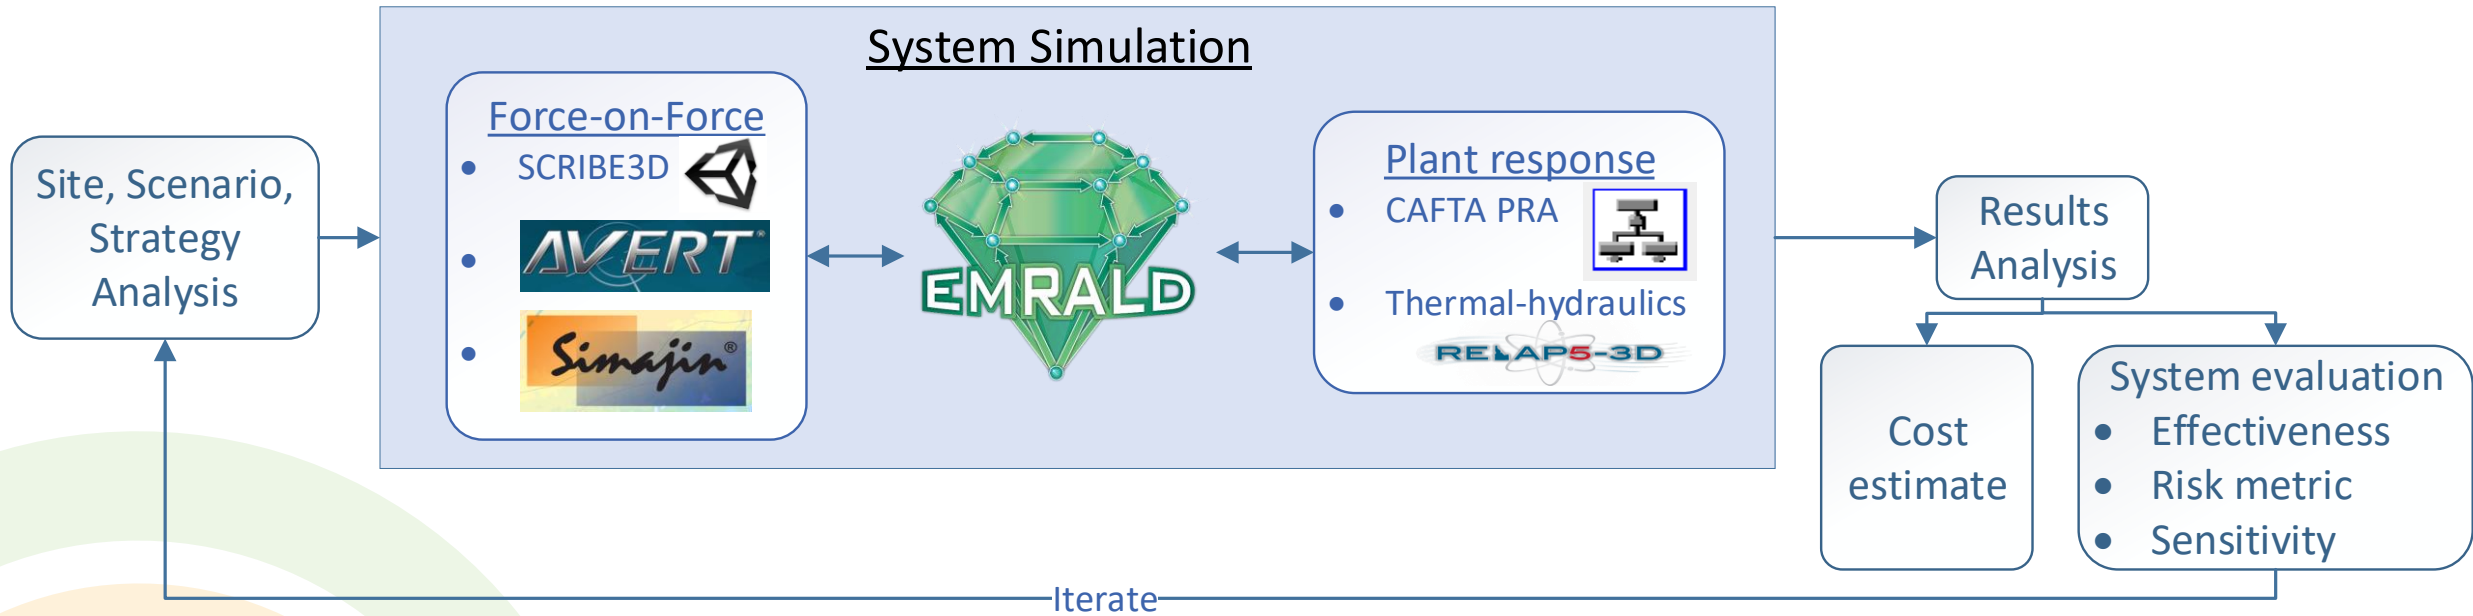 System Simulation
Site, Scenario,
Strategy
Analysis
Force-on-Force
• SCRIBE3D
• AVERT®
• Simajin®
EMRALD
Plant response
• CAFTA PRA
• Thermal-hydraulics
RELAP5-3D
Results
Analysis
Cost
estimate
System evaluation
• Effectiveness
• Risk metric
• Sensitivity
Iterate